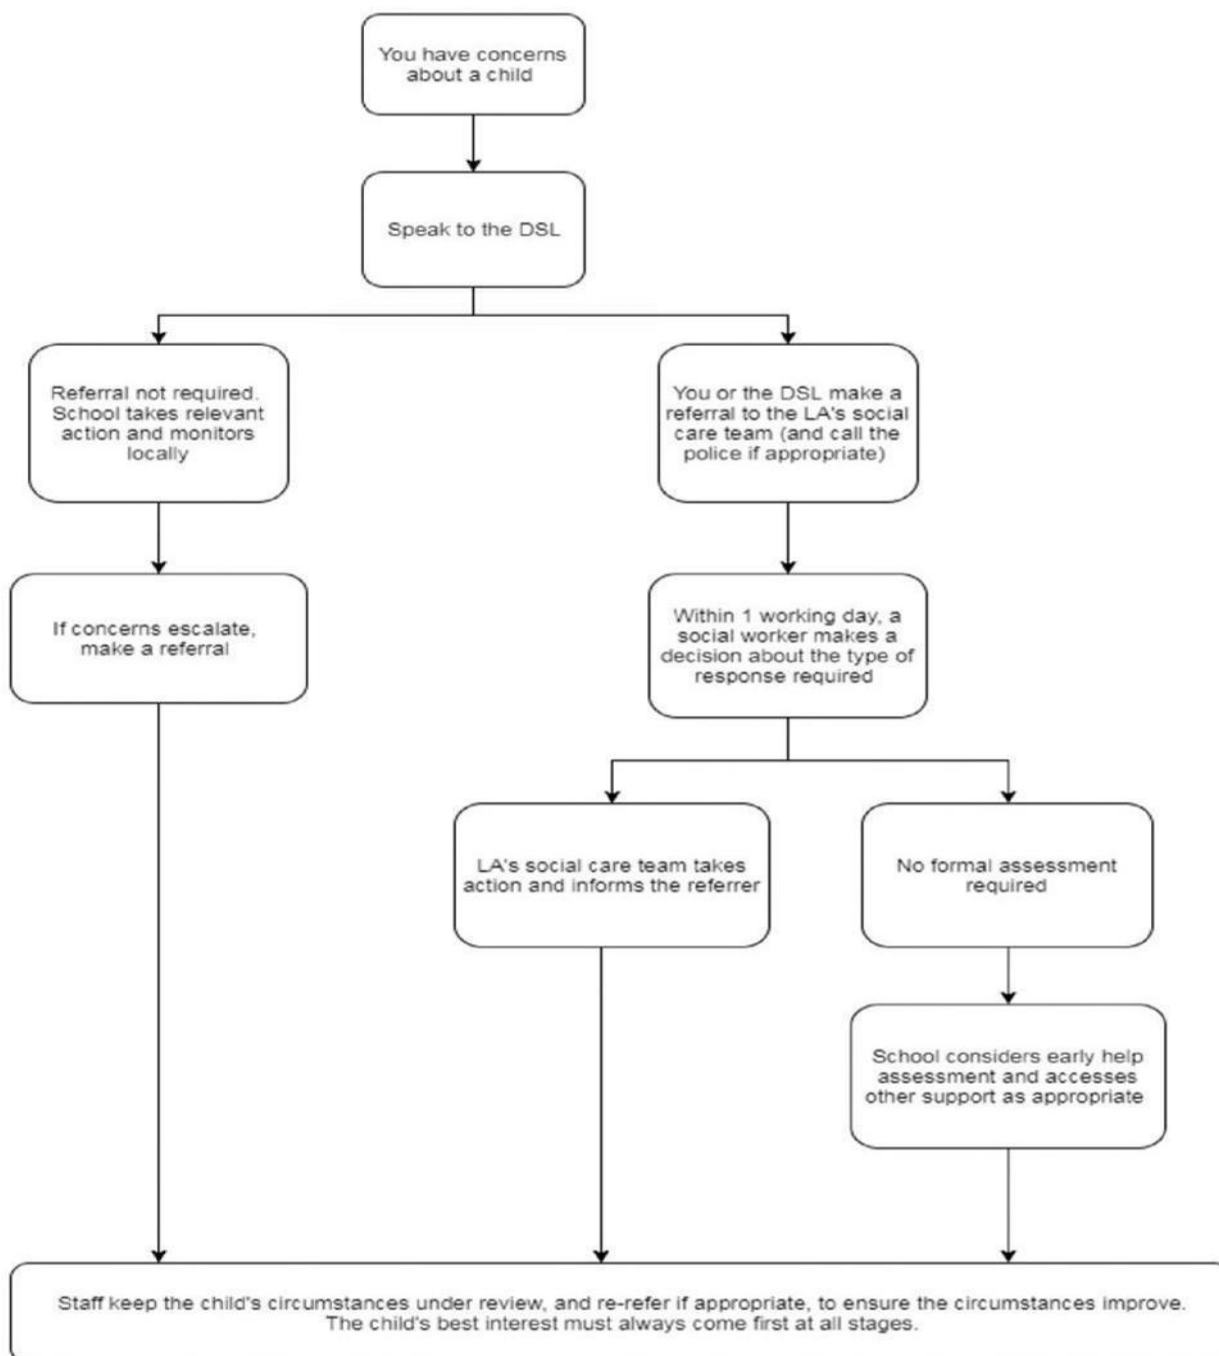 You have concerns
about a child
Speak to the DSL
Referral not required.
School takes relevant
action and monitors
locally
You or the DSL make a
referral to the LA's social
care team (and call the
police if appropriate)
If concerns escalate,
make a referral
Within 1 working day, a
social worker makes a
decision about the type of
response required
LA's social care team takes
action and informs the referrer
No formal assessment
required
School considers early help
assessment and accesses
other support as appropriate
Staff keep the child's circumstances under review, and re-refer if appropriate, to ensure the circumstances improve.
The child's best interest must always come first at all stages.